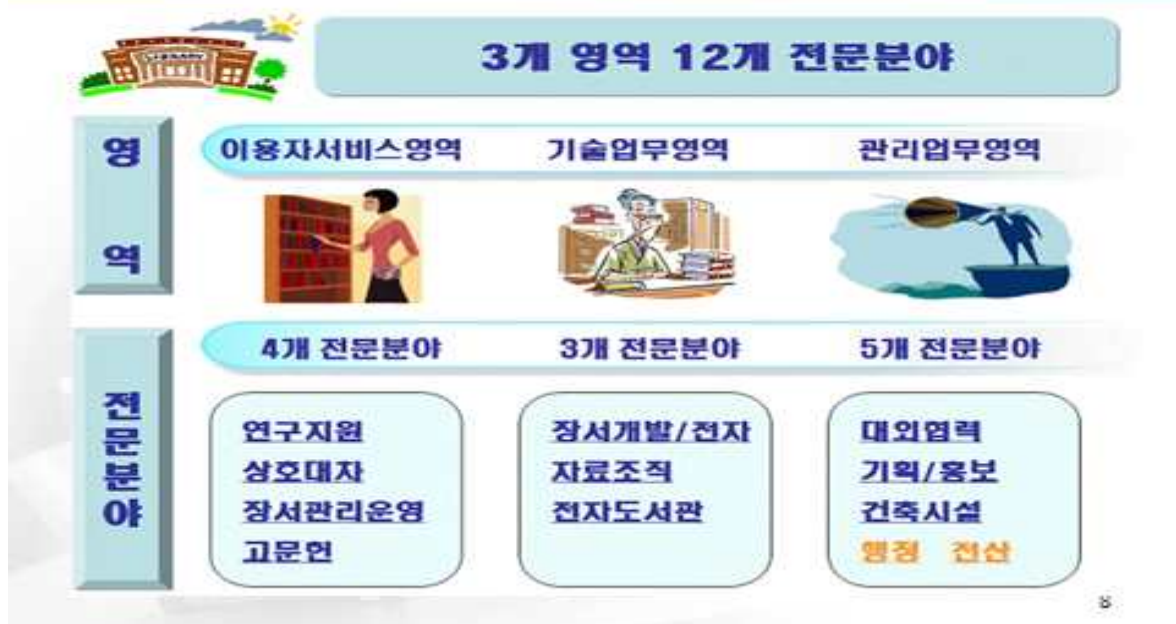 LIBRARY
3개 영역 12개 전문분야
영역
이용자서비스영역 기술업무영역 관리업무영역
전문분야
4개 전문분야 3개 전문분야 5개 전문분야
연구지원
상호대차
장서관리운영
고문헌
장서개발/전자
자료조직
전자도서관
대외협력
기획/홍보
건축시설
행정 전산
8